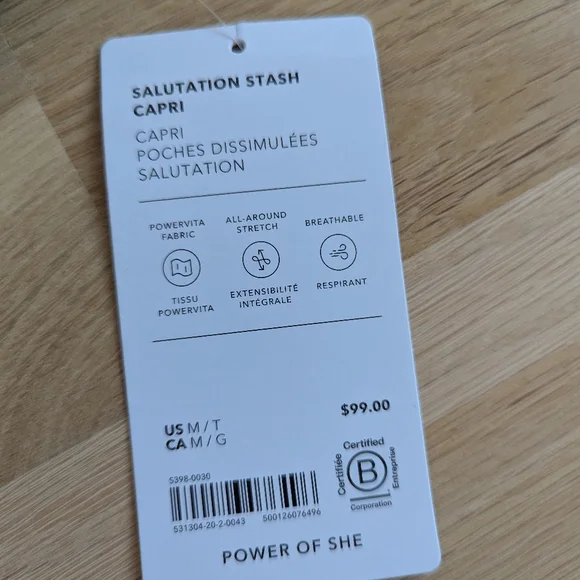 SALUTATION STASH
CAPRI
CAPRI
POCHES DISSIMULÉES
SALUTATION
POWERVITA
FABRIC
TISSU
POWERVITA
ALL-AROUND
STRETCH
EXTENSIBILITÉ
INTÉGRALE
BREATHABLE
RESPIRANT
US M / T
CA M / G
$99.00
Certified
Certifiée
B
Entreprise
Corporation
5398-0030
531304-20-2-0043 500126076496
POWER OF SHE